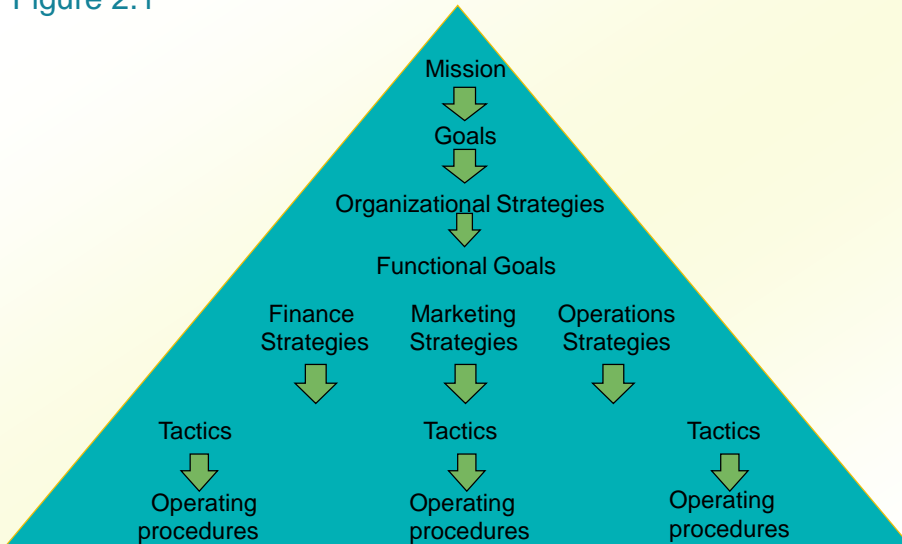 Figure 2.1
Mission
Goals
Organizational Strategies
Functional Goals
Finance
Strategies
Marketing
Strategies
Operations
Strategies
Tactics
Tactics
Tactics
Operating
procedures
Operating
procedures
Operating
procedures